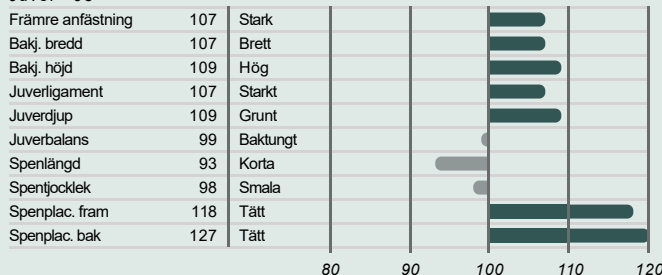 Främre anfästning 107 Stark
Bakj. bredd 107 Brett
Bakj. höjd 109 Hög
Juverligament 107 Starkt
Juverdjup 109 Grunt
Juverbalans 99 Baktungt
Spenlängd 93 Korta
Spentjocklek 98 Smala
Spenplac. fram 118 Tätt
Spenplac. bak 127 Tätt
80 90 100 110 120